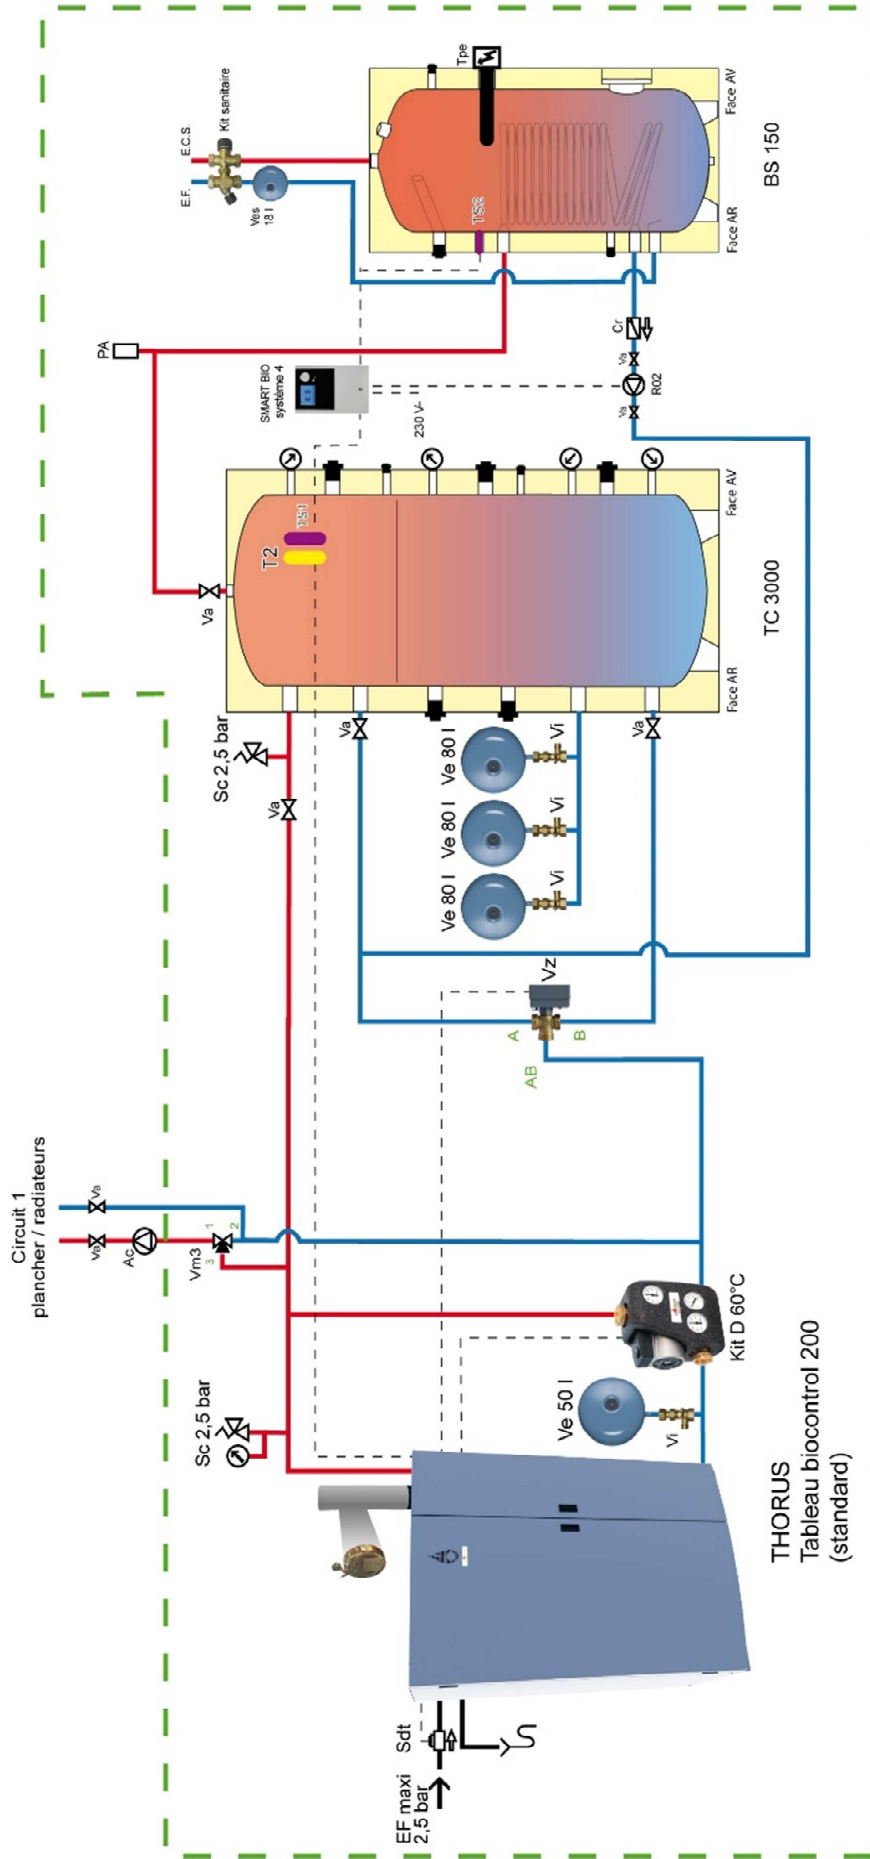 EF maxi
2,5 bar
Sdt
THORUS
Tableau biocontrol 200
(standard)
Sc 2,5 bar
Ve 50 l
Vi
Kit D 60°C
Circuit 1
plancher / radiateurs
Va
Va
Ac
Vm3
1
2
3
AB
A
B
Vz
Sc 2,5 bar
Va
Ve 80 l
Ve 80 l
Ve 80 l
Vi
Vi
Vi
Va
Va
Va
T2
TS1
Face AR
Face AV
TC 3000
PA
SMART BIO
système 4
230 V~
Va
R02
Va
Cr
E.F.
E.C.S.
Kit sanitaire
Ves
18 l
TS2
Tpe
Face AR
Face AV
BS 150